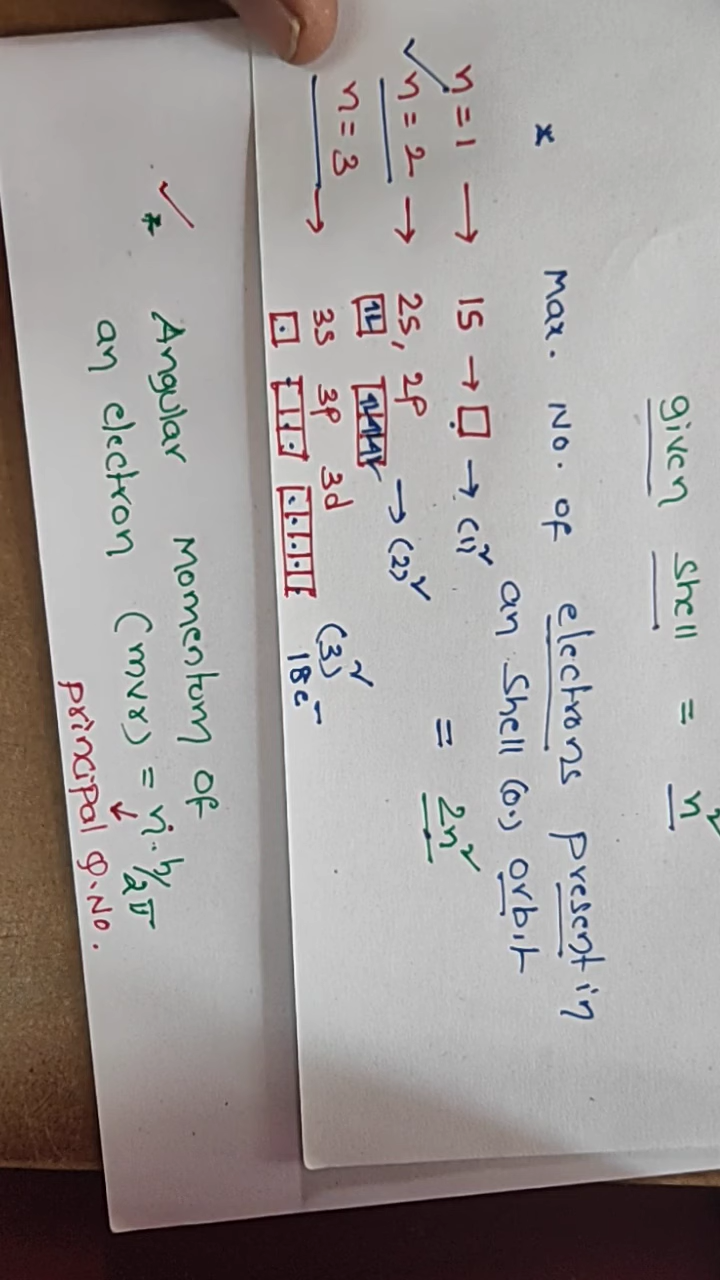 given shell = n²
* Max. No. of electrons present in
an shell (or) orbit
= 2n²
n = 1 → 1s → □ → (1)²
n = 2 → 2s, 2p → (2)²
n = 3 → 3s 3p 3d (3)²
18e⁻
✓ * Angular momentum of
an electron (mvr) = n·h/2π
principal Q.No.